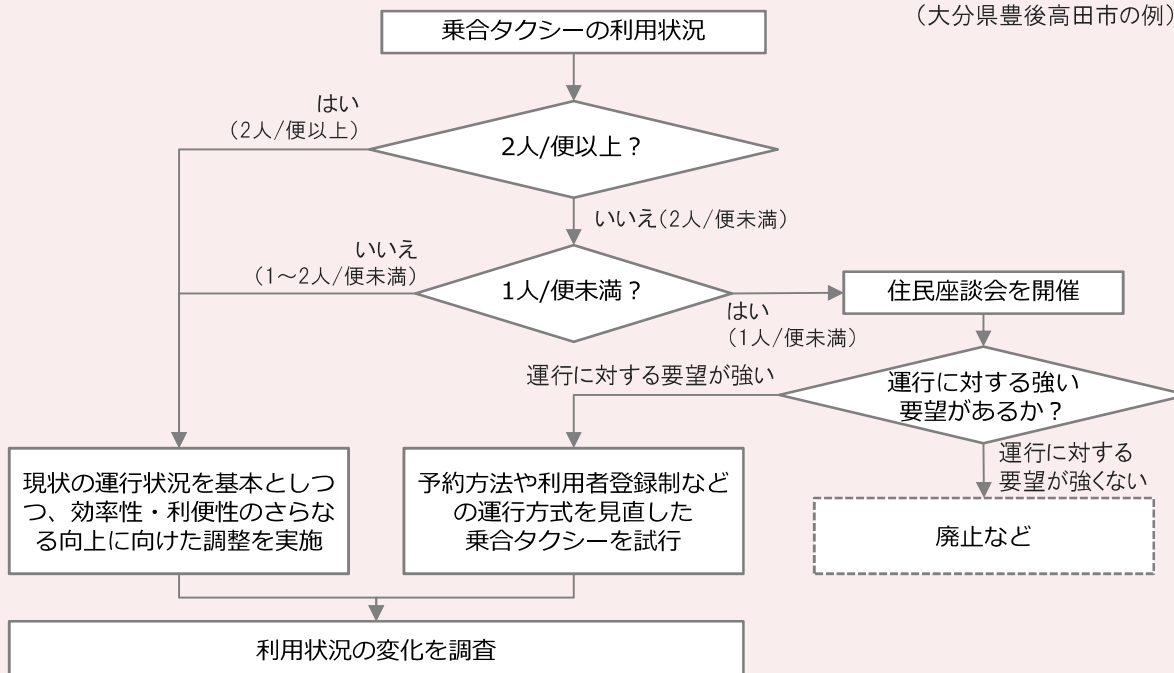 （大分県豊後高田市の例）
乗合タクシーの利用状況
はい
（2人/便以上）
2人/便以上？
いいえ（2人/便未満）
いいえ
（1～2人/便未満）
1人/便未満？
はい
（1人/便未満）
住民座談会を開催
運行に対する要望が強い
運行に対する強い
要望があるか？
運行に対する
要望が強くない
現状の運行状況を基本としつ
つ、効率性・利便性のさらな
る向上に向けた調整を実施
予約方法や利用者登録制など
の運行方式を見直した
乗合タクシーを試行
廃止など
利用状況の変化を調査